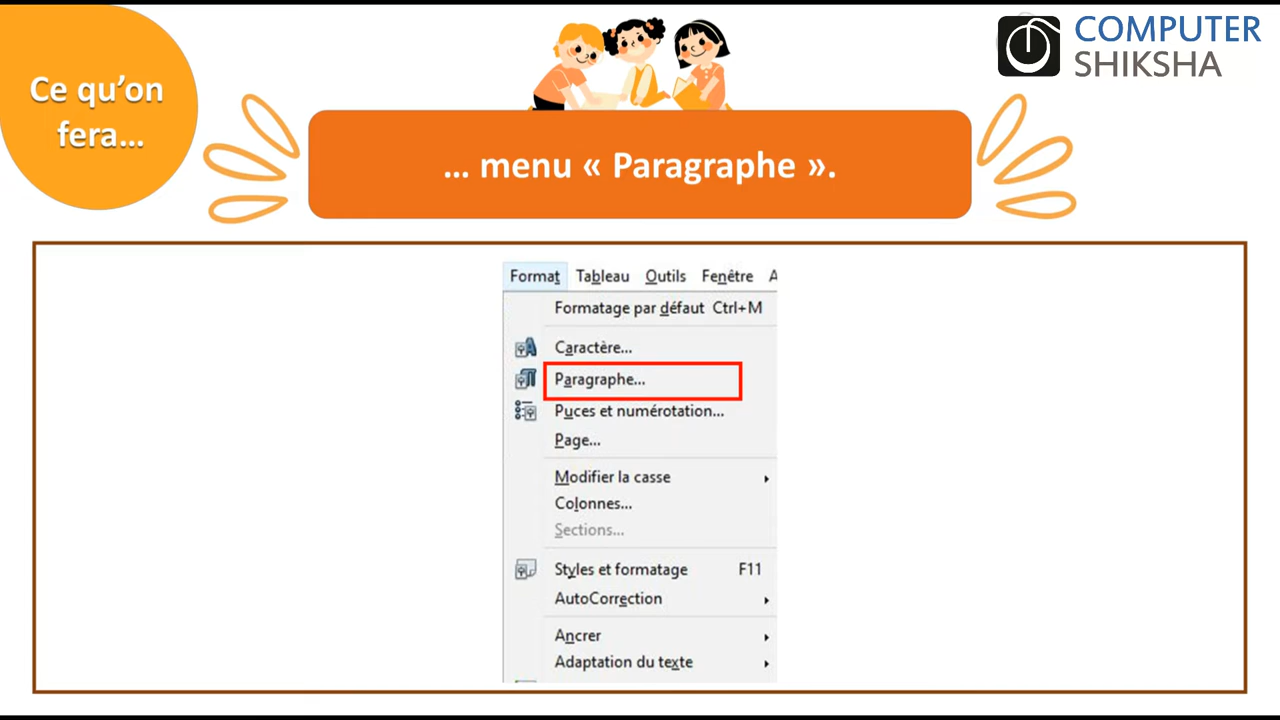 Ce qu’on
fera…
COMPUTER
SHIKSHA
… menu « Paragraphe ».
Format Tableau Outils Fenêtre A
Formatage par défaut Ctrl+M
Caractère...
Paragraphe...
Puces et numérotation...
Page...
Modifier la casse
Colonnes...
Sections...
Styles et formatage F11
AutoCorrection
Ancrer
Adaptation du texte